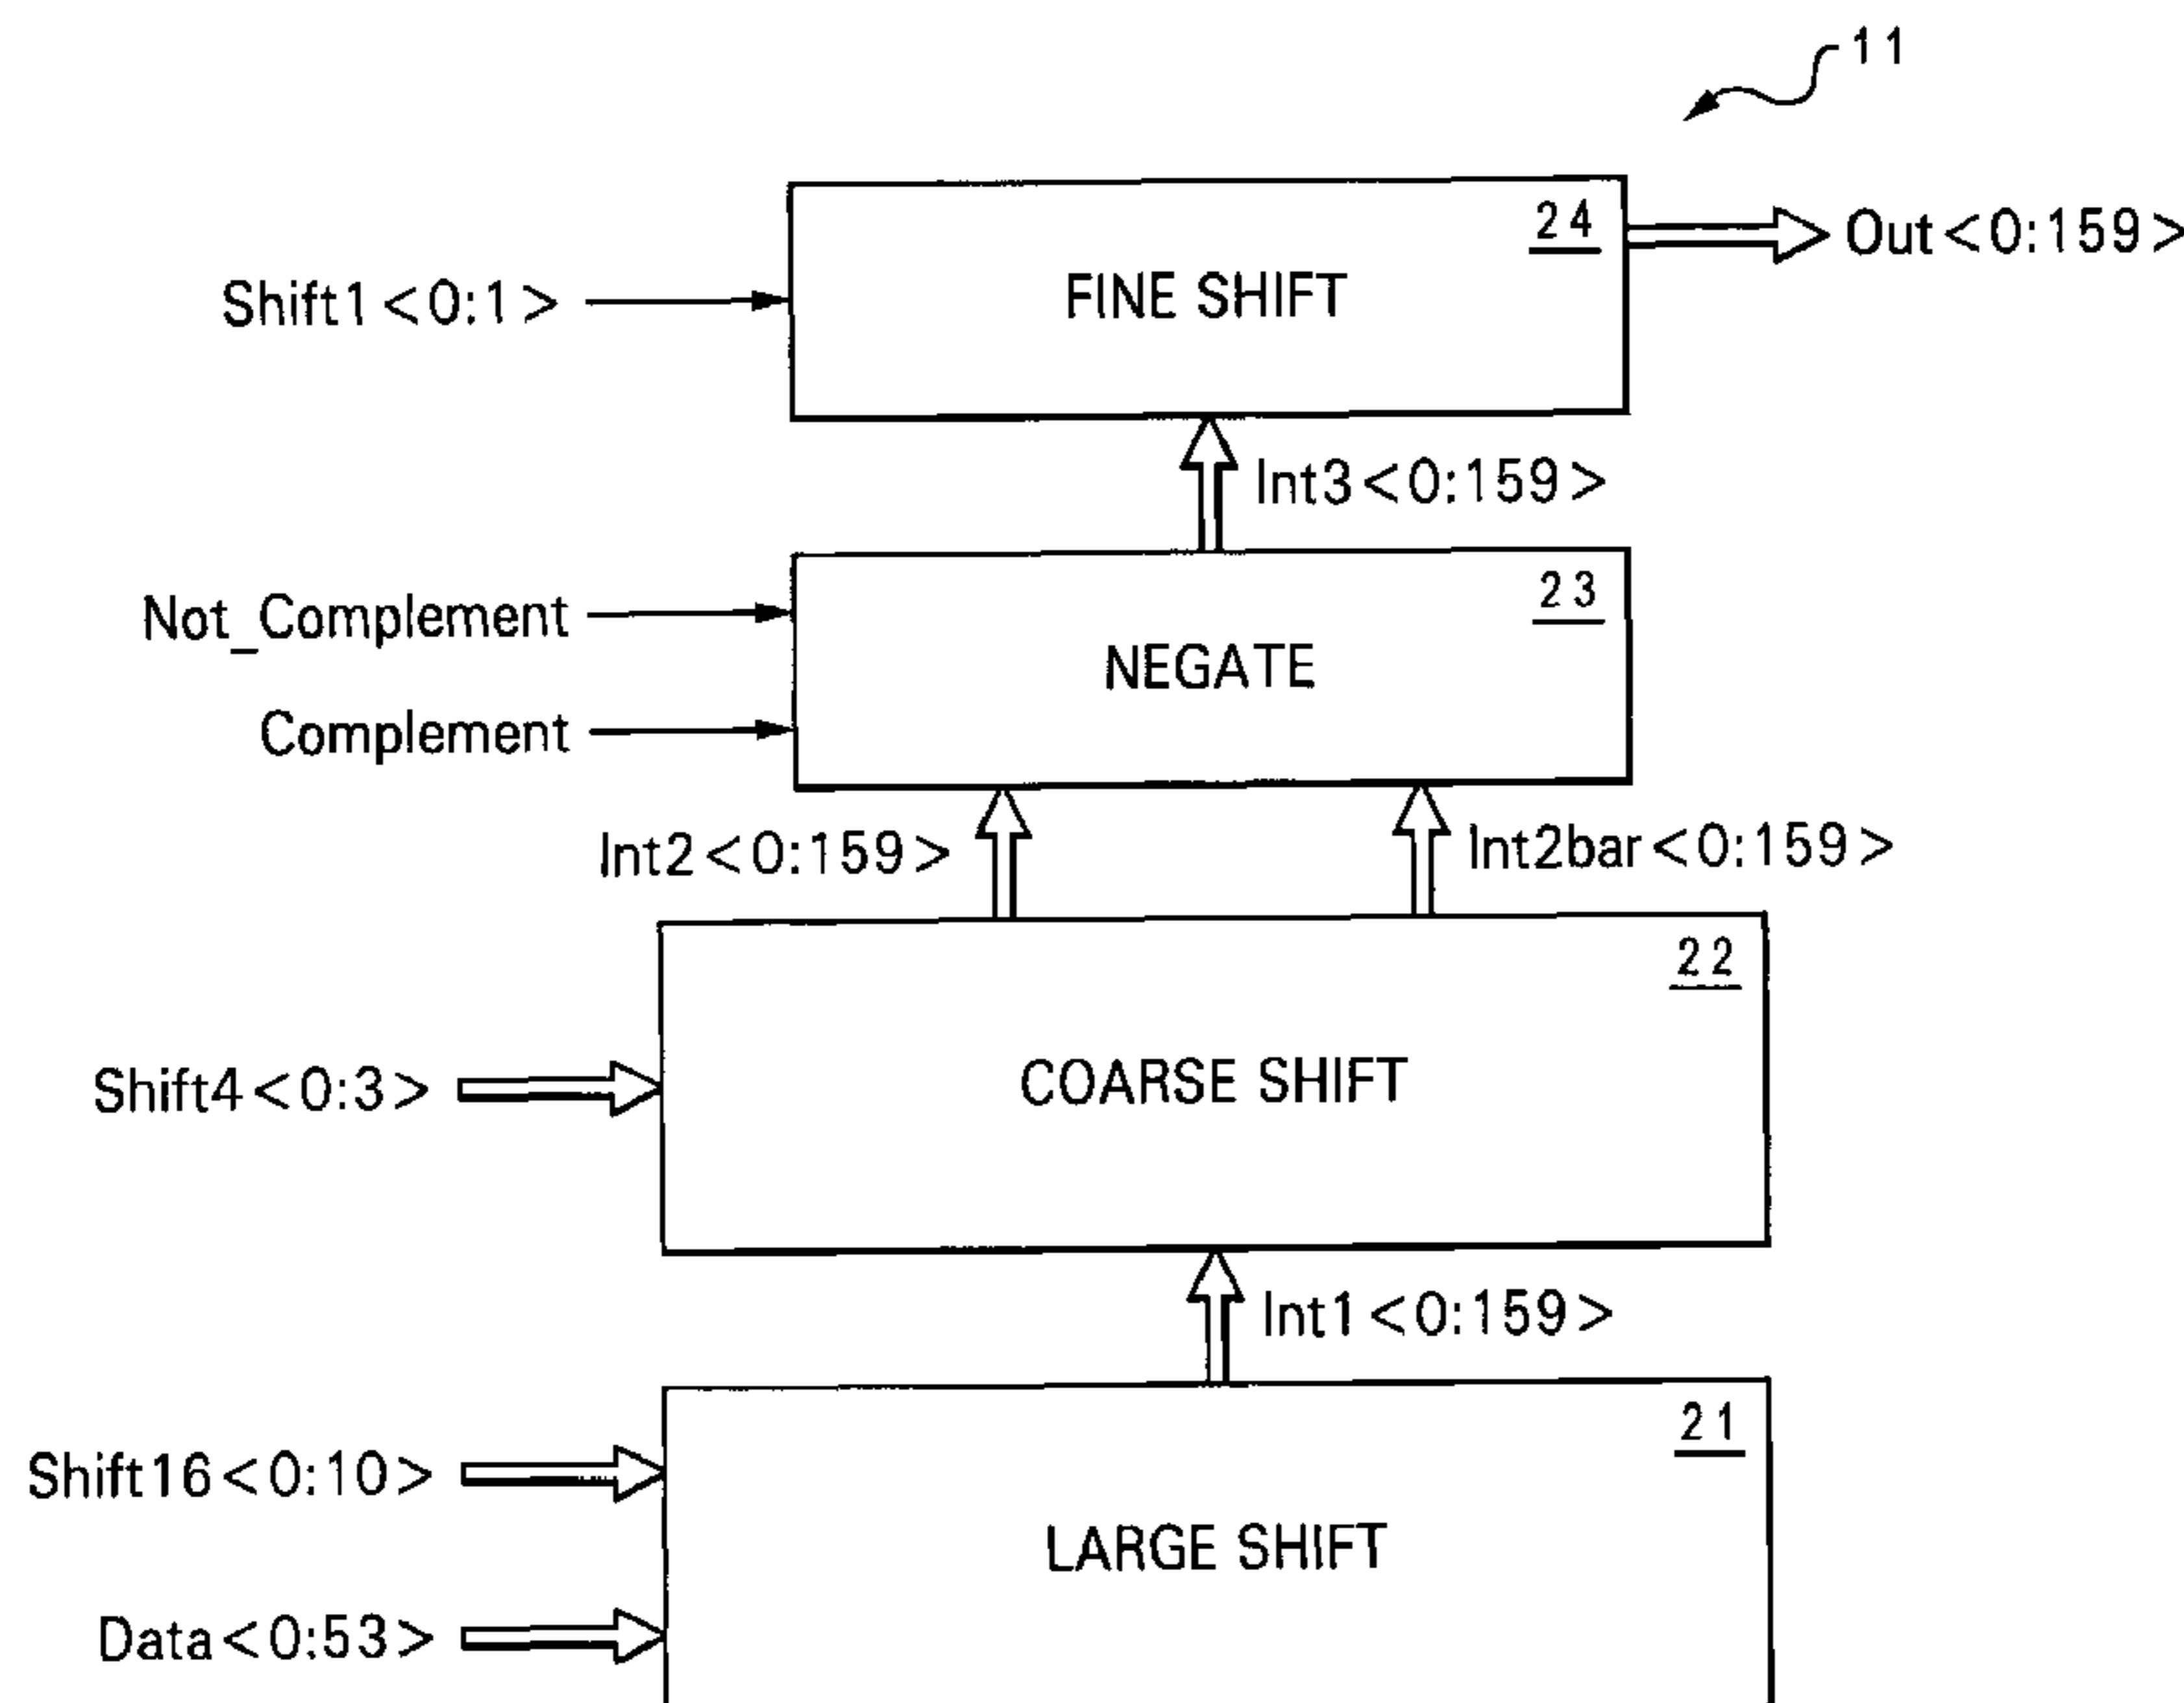 11
24
Out<0:159>
Shift1<0:1>
FINE SHIFT
Int3<0:159>
23
Not_Complement
NEGATE
Complement
Int2<0:159>
Int2bar<0:159>
22
Shift4<0:3>
COARSE SHIFT
Int1<0:159>
21
Shift16<0:10>
LARGE SHIFT
Data<0:53>